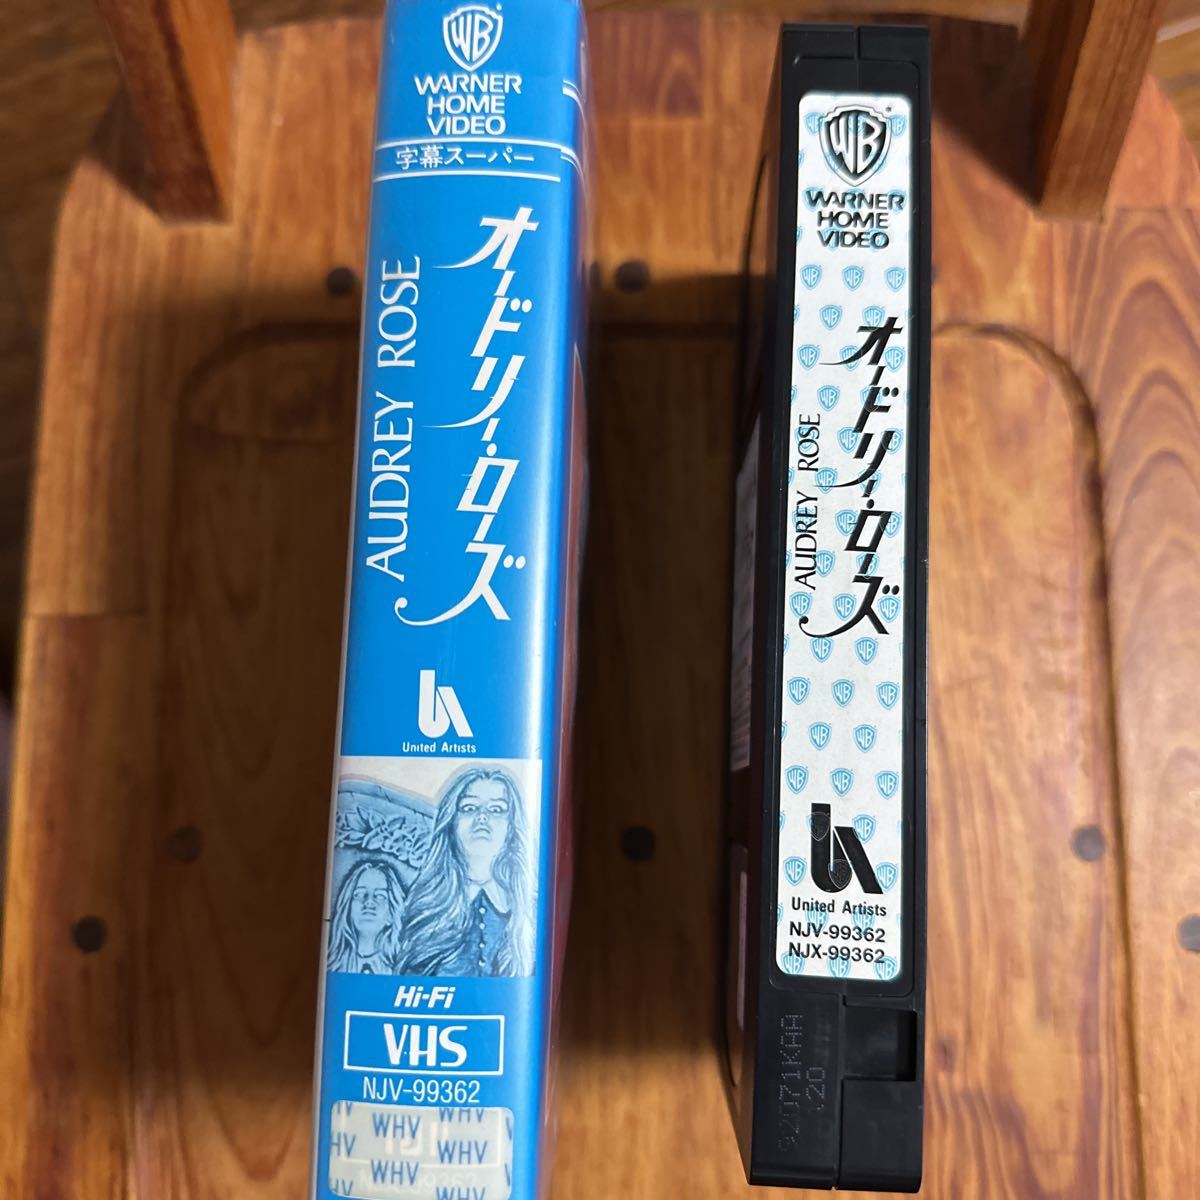 WB
WARNER
HOME
VIDEO
字幕スーパー
オードリー・ローズ
AUDREY ROSE
United Artists
Hi-Fi
VHS
NJV-99362
WHV
WHV
WHV
WHV
WHV
WB
WARNER
HOME
VIDEO
オードリー・ローズ
AUDREY ROSE
United Artists
NJV-99362
NJX-99362